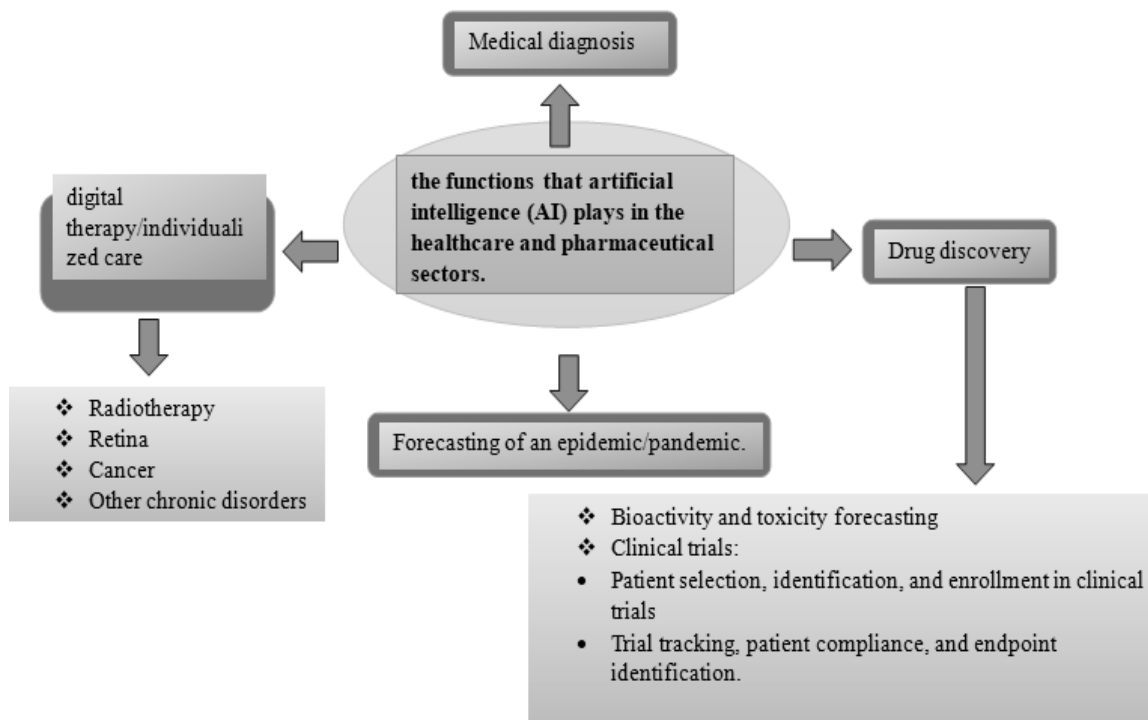 Medical diagnosis
the functions that artificial
intelligence (AI) plays in the
healthcare and pharmaceutical
sectors.
digital
therapy/individuali
zed care
Drug discovery
❖ Radiotherapy
❖ Retina
❖ Cancer
❖ Other chronic disorders
Forecasting of an epidemic/pandemic.
❖ Bioactivity and toxicity forecasting
❖ Clinical trials:
• Patient selection, identification, and enrollment in clinical
trials
• Trial tracking, patient compliance, and endpoint
identification.